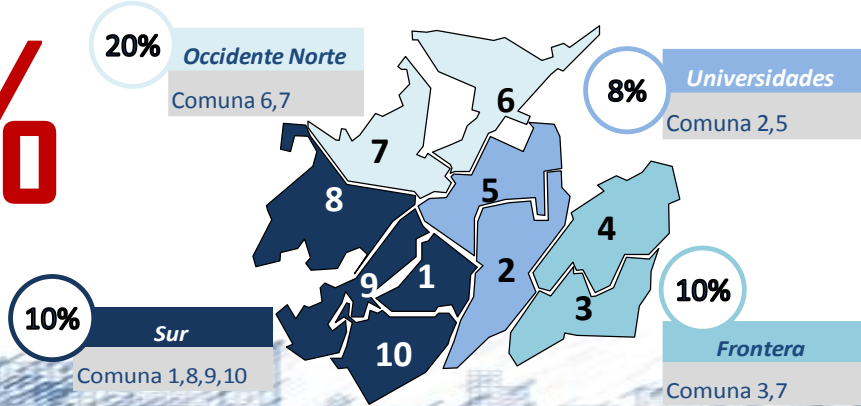 %
20%
Occidente Norte
Comuna 6,7
8%
Universidades
Comuna 2,5
6
7
5
8
4
2
1
9
3
10
10%
Sur
Comuna 1,8,9,10
10%
Frontera
Comuna 3,7